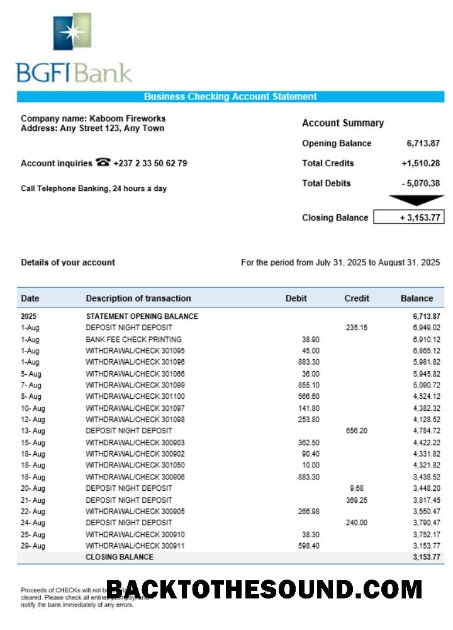 BGFIBank
Business Checking Account Statement
Company name: Kaboom Fireworks
Address: Any Street 123, Any Town
Account inquiries ☎ +237 2 33 50 62 79
Call Telephone Banking, 24 hours a day
Account Summary
Opening Balance 6,713.87
Total Credits +1,510.28
Total Debits - 5,070.38
Closing Balance + 3,153.77
Details of your account For the period from July 31, 2025 to August 31, 2025
Date Description of transaction Debit Credit Balance
2025 STATEMENT OPENING BALANCE 6,713.87
1-Aug DEPOSIT NIGHT DEPOSIT 235.15 6,949.02
1-Aug BANK FEE CHECK PRINTING 38.90 6,910.12
1-Aug WITHDRAWAL/CHECK 301095 45.00 6,865.12
1-Aug WITHDRAWAL/CHECK 301096 883.30 5,981.82
5- Aug WITHDRAWAL/CHECK 301066 36.00 5,945.82
7- Aug WITHDRAWAL/CHECK 301099 855.10 5,090.72
8- Aug WITHDRAWAL/CHECK 301100 566.60 4,524.12
10- Aug WITHDRAWAL/CHECK 301097 141.80 4,382.32
12- Aug WITHDRAWAL/CHECK 301098 253.80 4,128.52
13- Aug DEPOSIT NIGHT DEPOSIT 656.20 4,784.72
15- Aug WITHDRAWAL/CHECK 300903 362.50 4,422.22
18- Aug WITHDRAWAL/CHECK 300902 90.40 4,331.82
18- Aug WITHDRAWAL/CHECK 301050 10.00 4,321.82
18- Aug WITHDRAWAL/CHECK 300906 883.30 3,438.52
20- Aug DEPOSIT NIGHT DEPOSIT 9.68 3,448.20
21- Aug DEPOSIT NIGHT DEPOSIT 369.25 3,817.45
22- Aug WITHDRAWAL/CHECK 300905 266.98 3,550.47
24- Aug DEPOSIT NIGHT DEPOSIT 240.00 3,790.47
25- Aug WITHDRAWAL/CHECK 300910 38.30 3,752.17
29- Aug WITHDRAWAL/CHECK 300911 598.40 3,153.77
CLOSING BALANCE 3,153.77
Proceeds of CHECKs will not
cleared. Please check all
notify the bank immediately of any errors.
BACKTOTHESOUND.COM